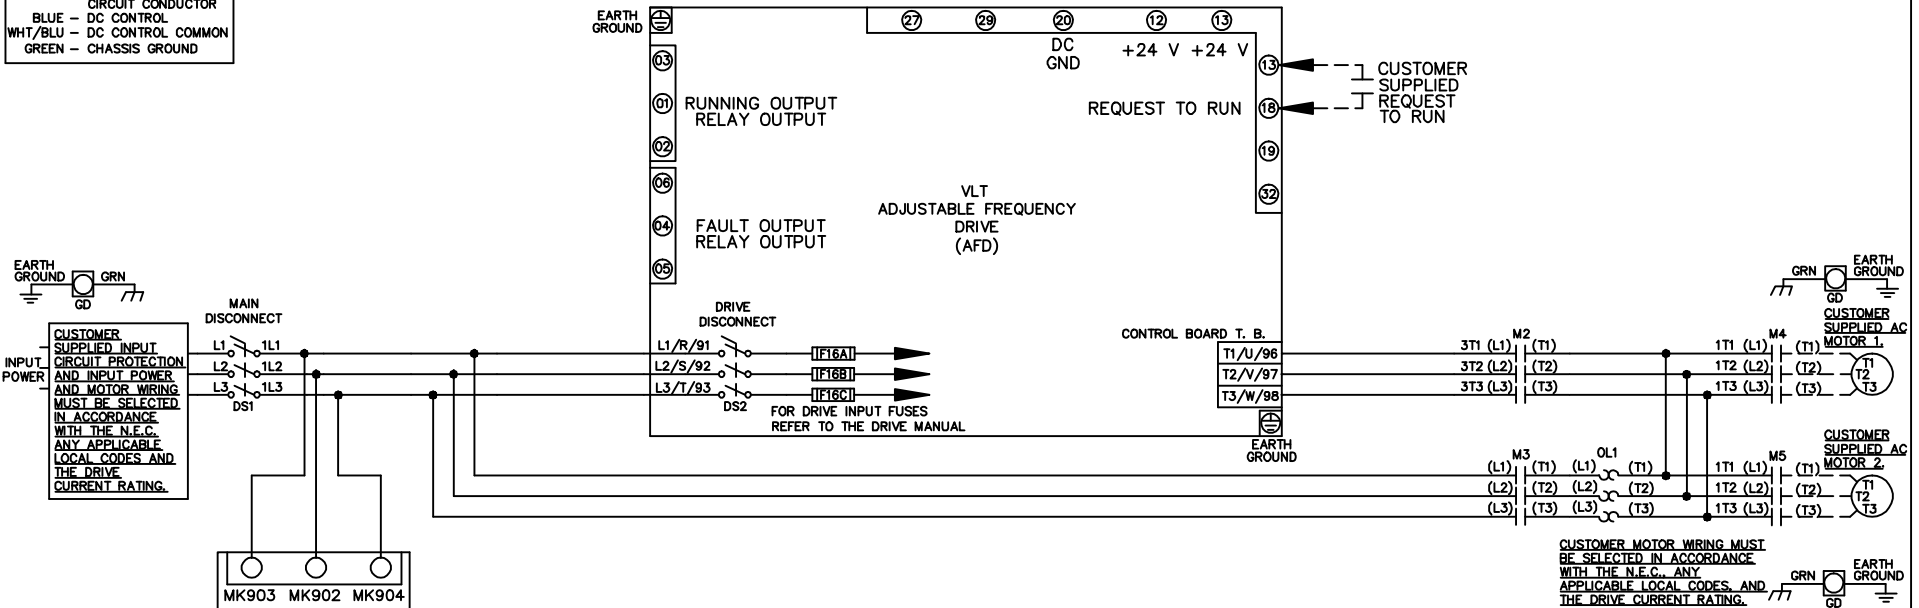 CIRCUIT CONDUCTOR
BLUE – DC CONTROL
WHT/BLU – DC CONTROL COMMON
GREEN – CHASSIS GROUND
EARTH
GROUND
27
29
20
12
13
DC
GND
+24 V
+24 V
03
01
02
RUNNING OUTPUT
RELAY OUTPUT
06
04
05
FAULT OUTPUT
RELAY OUTPUT
13
18
19
32
REQUEST TO RUN
CUSTOMER
SUPPLIED
REQUEST
TO RUN
VLT
ADJUSTABLE FREQUENCY
DRIVE
(AFD)
EARTH
GROUND
GRN
GD
INPUT
POWER
CUSTOMER
SUPPLIED INPUT
CIRCUIT PROTECTION
AND INPUT POWER
AND MOTOR WIRING
MUST BE SELECTED
IN ACCORDANCE
WITH THE N.E.C.
ANY APPLICABLE
LOCAL CODES AND
THE DRIVE
CURRENT RATING.
MAIN
DISCONNECT
L1
1L1
L2
1L2
L3
1L3
DS1
MK903
MK902
MK904
DRIVE
DISCONNECT
L1/R/91
L2/S/92
L3/T/93
DS2
F16A
F16B
F16C
FOR DRIVE INPUT FUSES
REFER TO THE DRIVE MANUAL
CONTROL BOARD T. B.
T1/U/96
T2/V/97
T3/W/98
EARTH
GROUND
M2
3T1 (L1)
(T1)
3T2 (L2)
(T2)
3T3 (L3)
(T3)
M3
(L1)
(T1)
(L2)
(T2)
(L3)
(T3)
OL1
(L1)
(T1)
(L2)
(T2)
(L3)
(T3)
GRN
EARTH
GROUND
GD
CUSTOMER
SUPPLIED AC
MOTOR 1.
M4
1T1 (L1)
(T1)
1T2 (L2)
(T2)
1T3 (L3)
(T3)
T1
T2
T3
CUSTOMER
SUPPLIED AC
MOTOR 2.
M5
1T1 (L1)
(T1)
1T2 (L2)
(T2)
1T3 (L3)
(T3)
T1
T2
T3
CUSTOMER MOTOR WIRING MUST
BE SELECTED IN ACCORDANCE
WITH THE N.E.C., ANY
APPLICABLE LOCAL CODES, AND
THE DRIVE CURRENT RATING.
GRN
EARTH
GROUND
GD